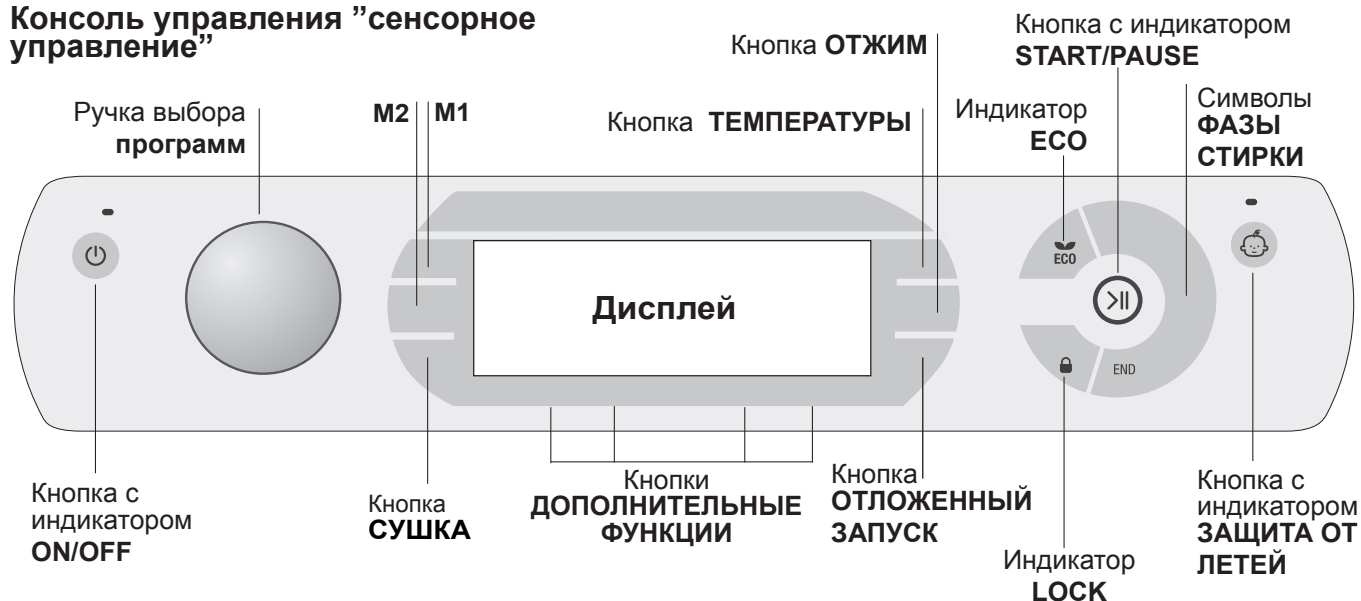 Консоль управления ”сенсорное
управление”
Ручка выбора
программ
M2
M1
Кнопка ОТЖИМ
Кнопка ТЕМПЕРАТУРЫ
Индикатор
ECO
Кнопка с индикатором
START/PAUSE
Символы
ФАЗЫ
СТИРКИ
ECO
Дисплей
END
Кнопка с
индикатором
ON/OFF
Кнопка
СУШКА
Кнопки
ДОПОЛНИТЕЛЬНЫЕ
ФУНКЦИИ
Кнопка
ОТЛОЖЕННЫЙ
ЗАПУСК
Индикатор
LOCK
Кнопка с
индикатором
ЗАЩИТА ОТ
ЛЕТЕЙ